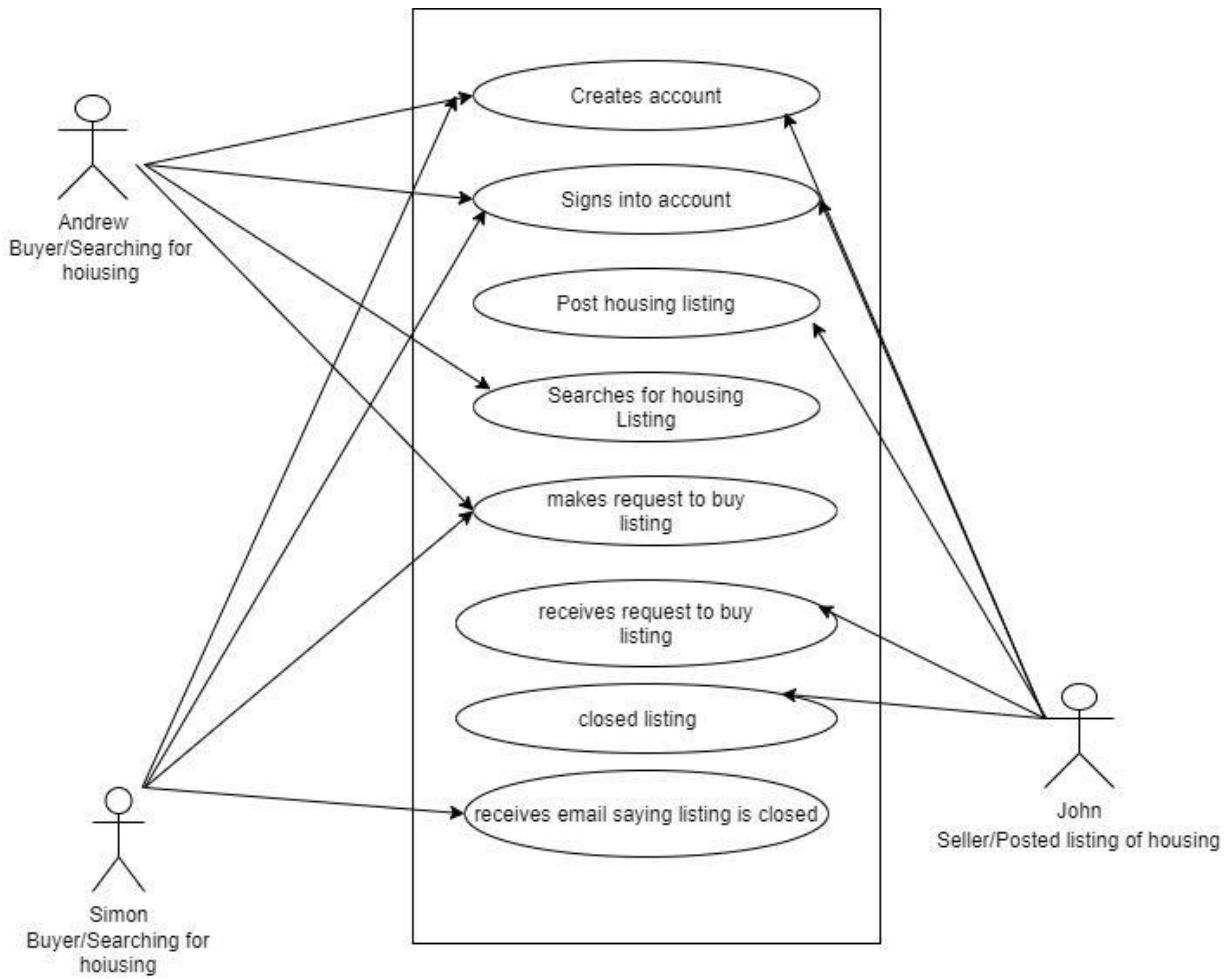 Creates account
Signs into account
Post housing listing
Searches for housing
Listing
makes request to buy
listing
receives request to buy
listing
closed listing
receives email saying listing is closed
Andrew
Buyer/Searching for
hoiusing
Simon
Buyer/Searching for
hoiusing
John
Seller/Posted listing of housing